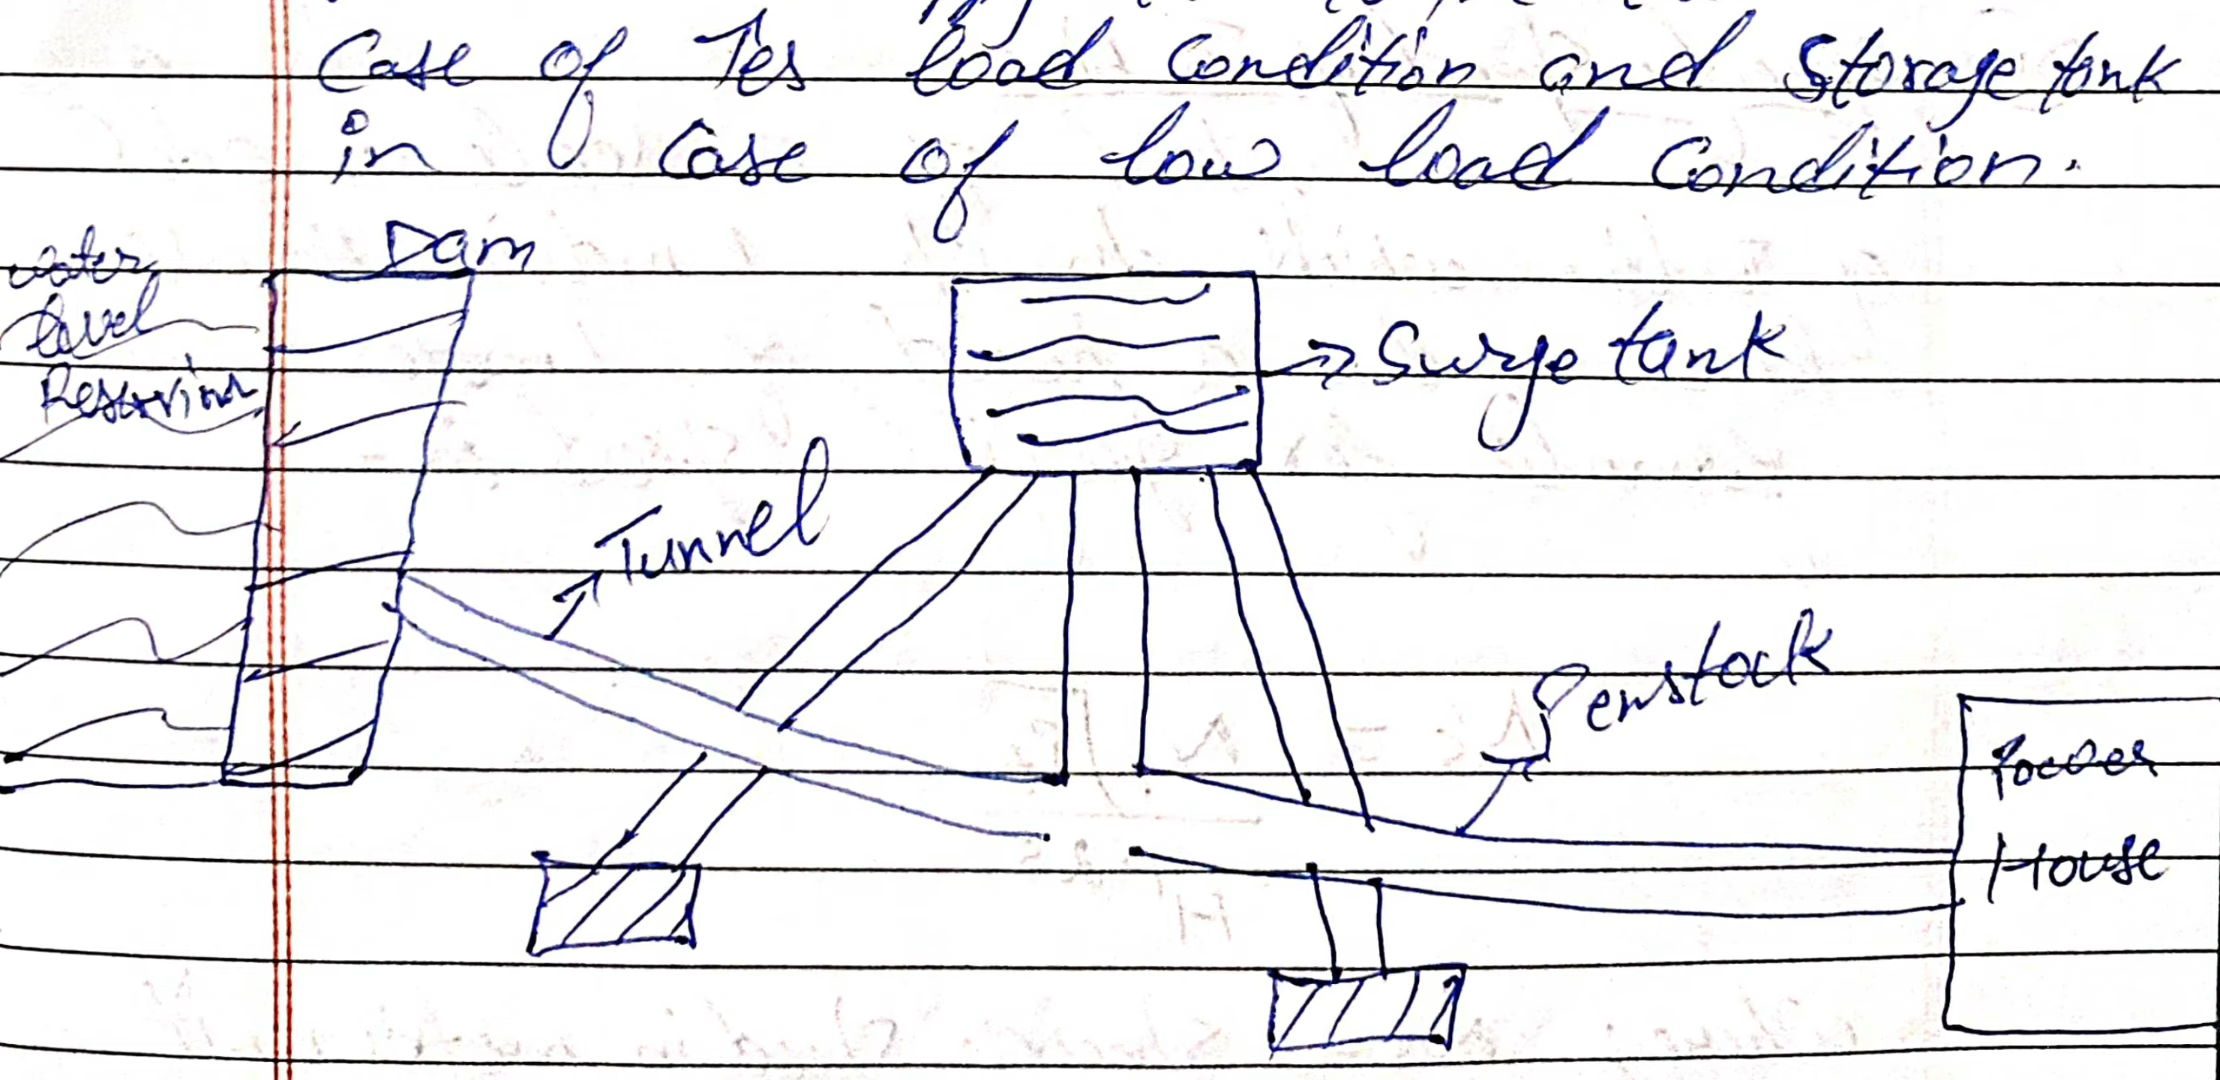 Case of Tes load Condition and Storage tank
in Case of low load Condition.
Dam
water
level
Reservior
Surge tank
Tunnel
Penstock
Power
House